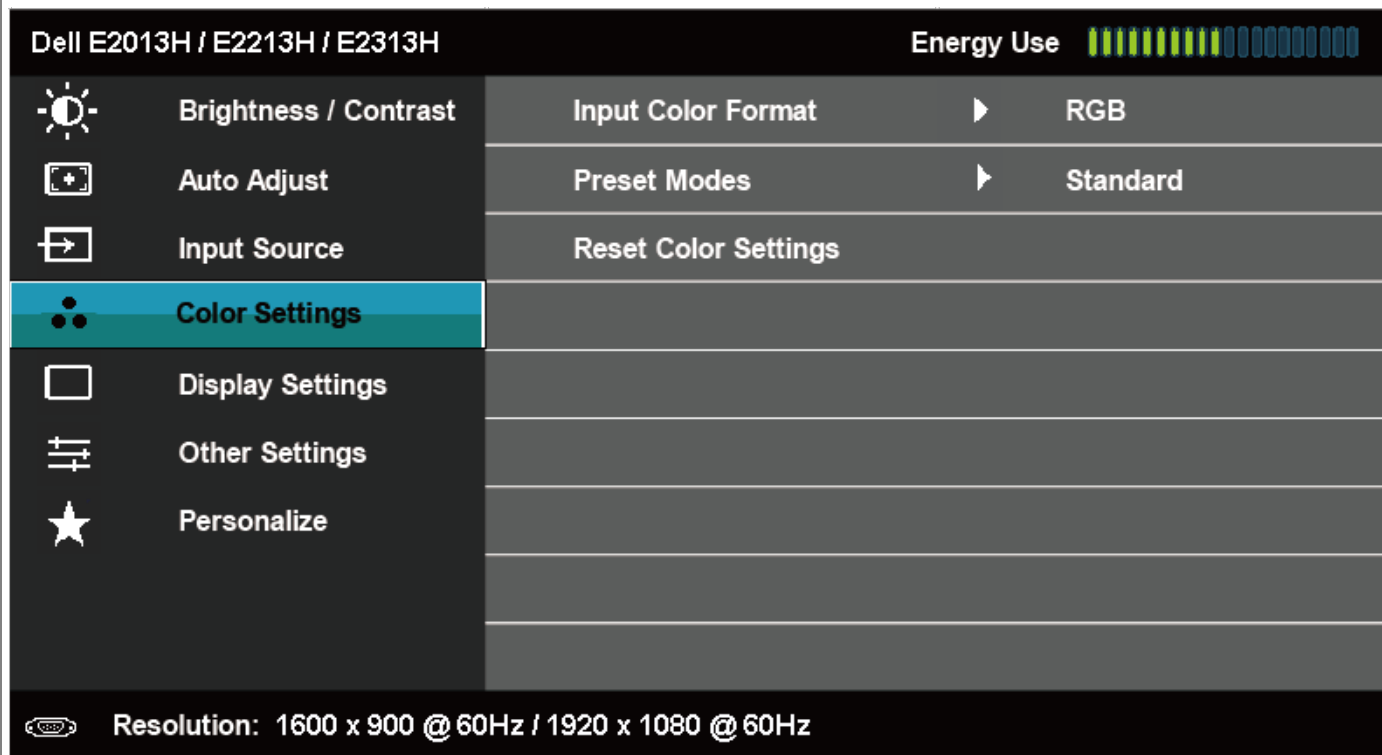 Dell E2013H / E2213H / E2313H Energy Use
Brightness / Contrast Input Color Format RGB
Auto Adjust Preset Modes Standard
Input Source Reset Color Settings
Color Settings
Display Settings
Other Settings
Personalize
Resolution: 1600 x 900 @ 60Hz / 1920 x 1080 @ 60Hz